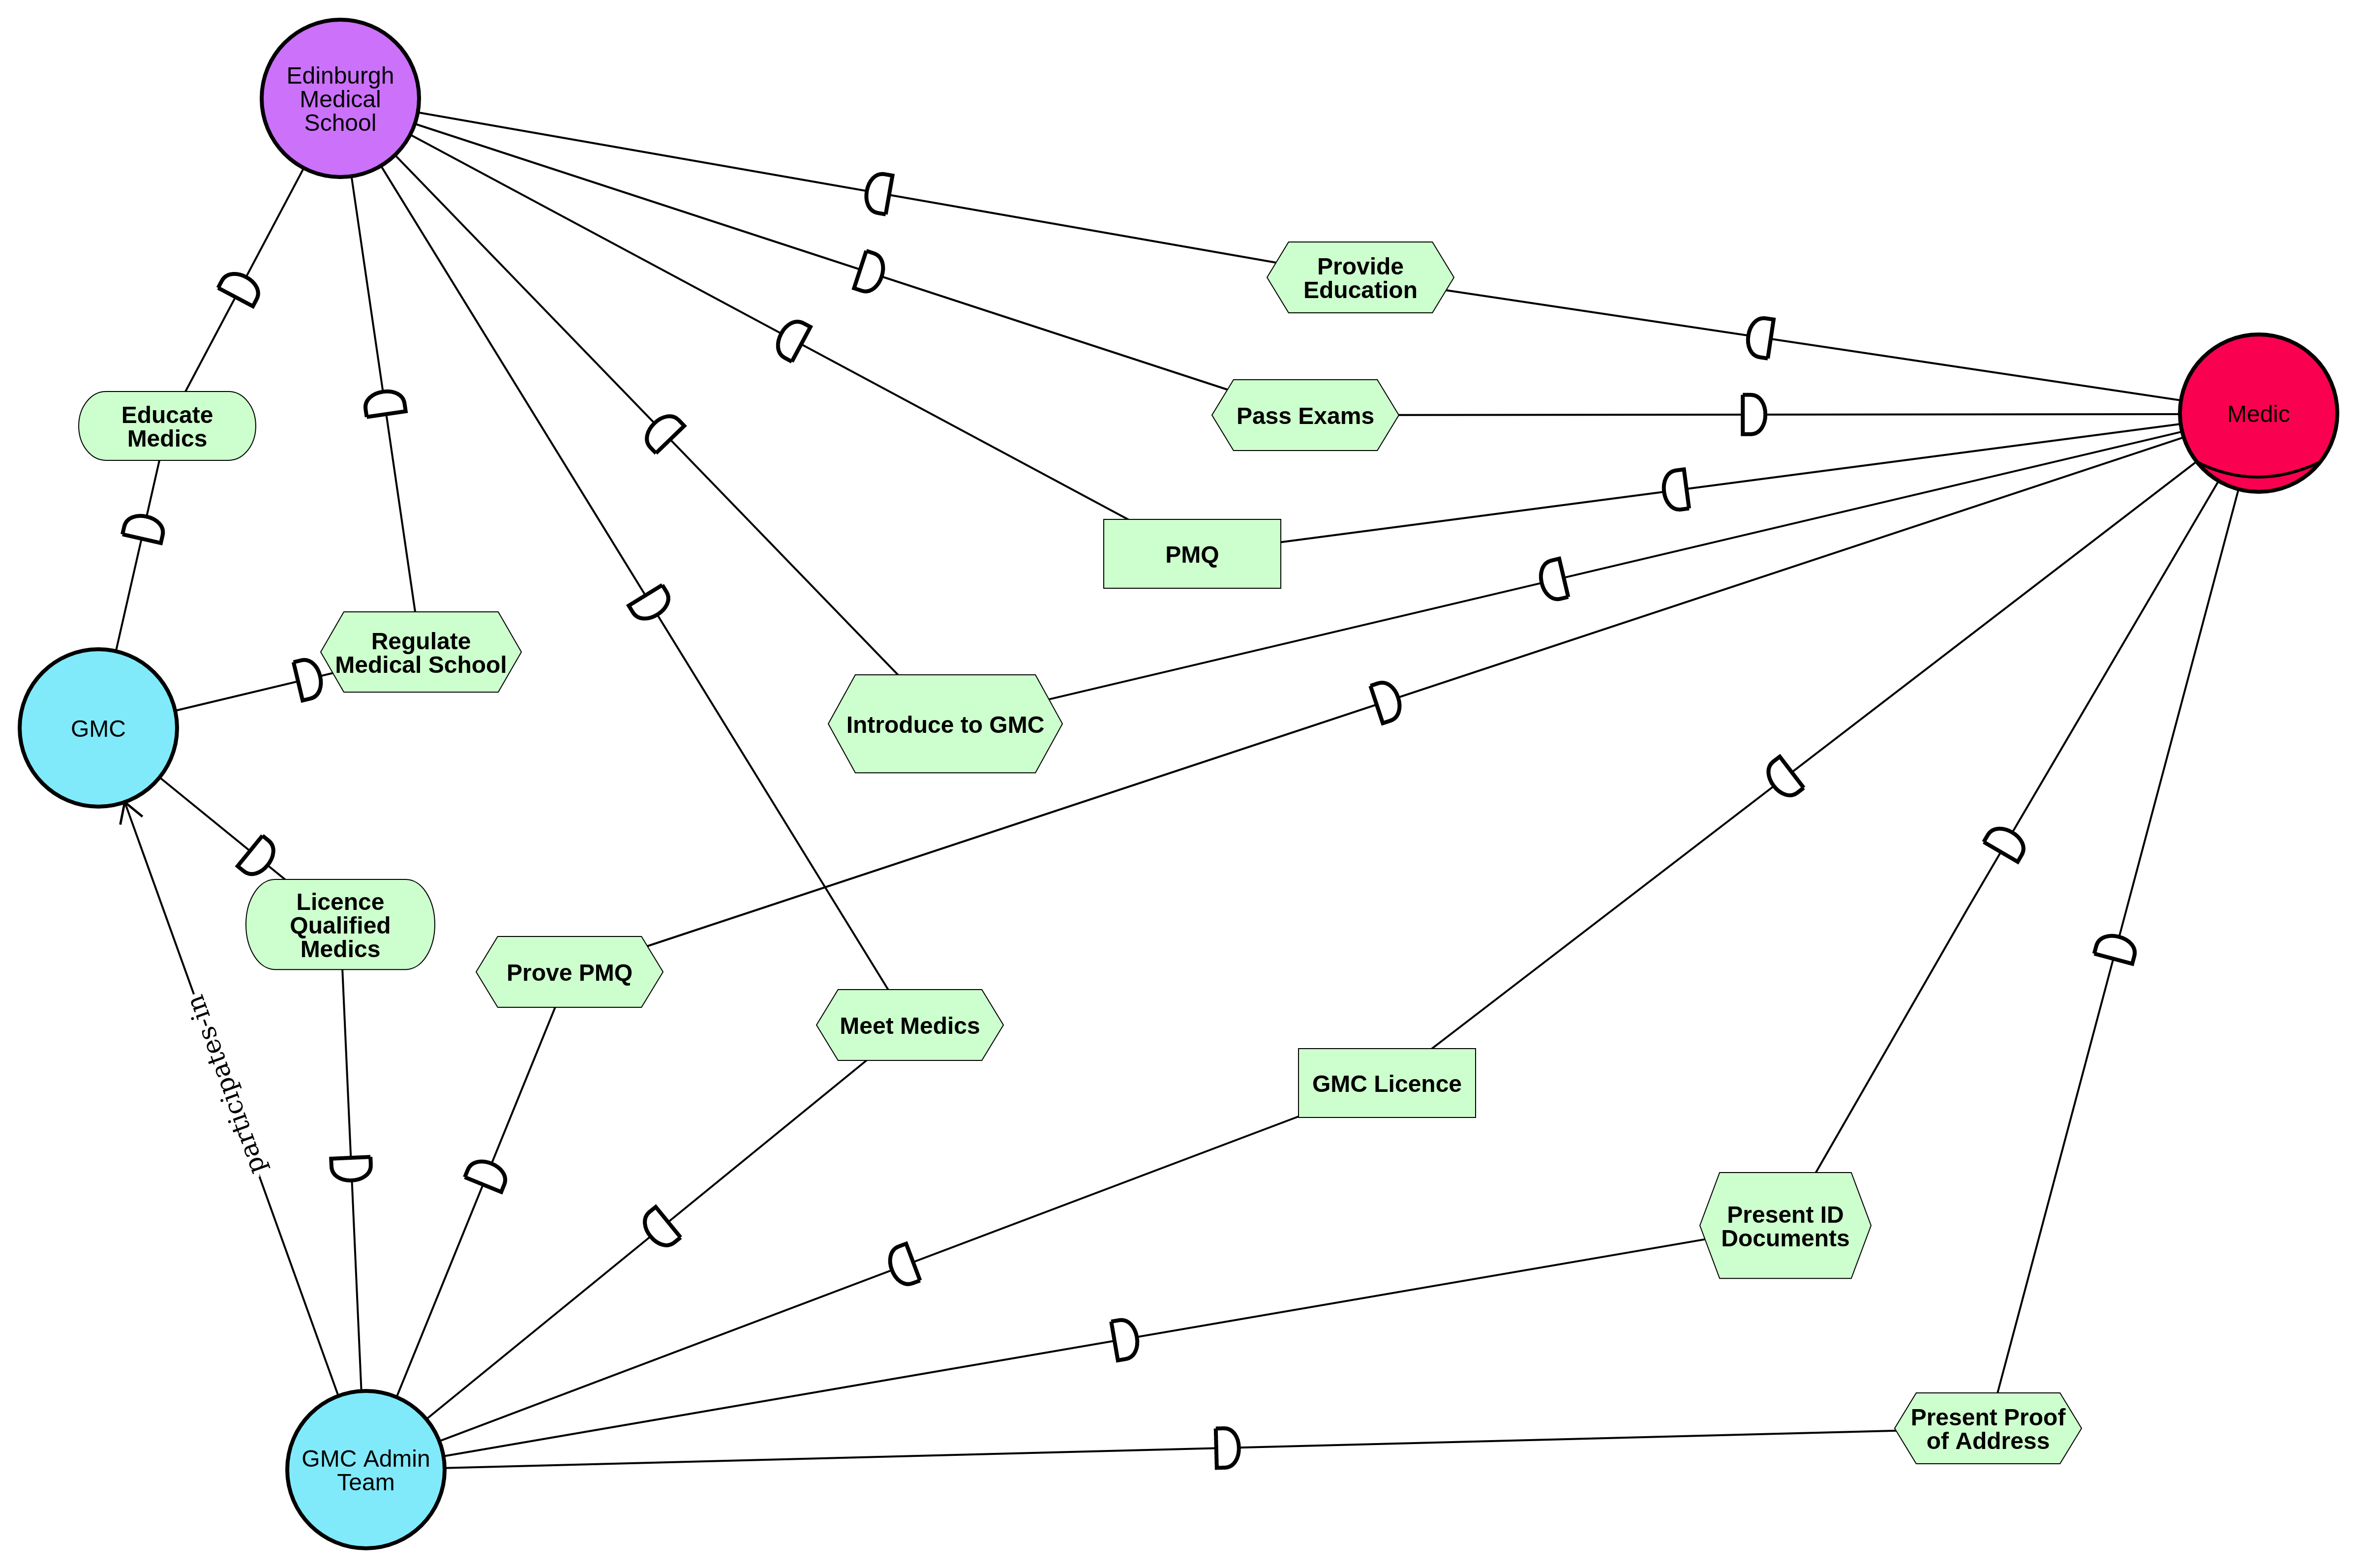 Edinburgh
Medical
School
Provide
Education
Medic
Pass Exams
Educate
Medics
PMQ
Regulate
Medical School
GMC
Introduce to GMC
Licence
Qualified
Medics
Prove PMQ
Meet Medics
participates-in
GMC Licence
Present ID
Documents
Present Proof
of Address
GMC Admin
Team